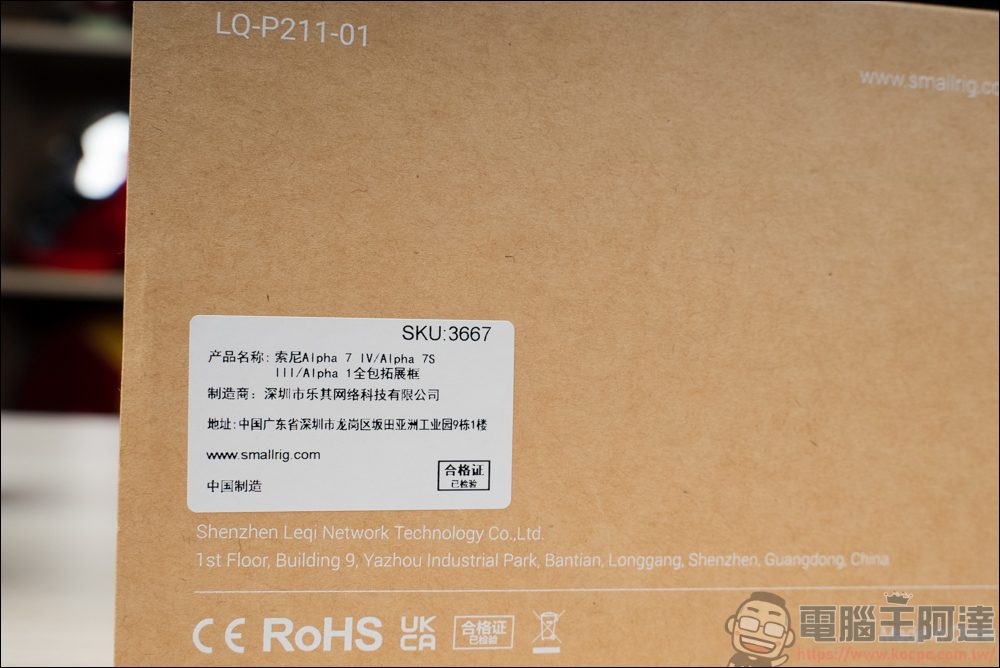 LQ-P211-01
www.smallrig.co
SKU:3667
产品名称: 索尼Alpha 7 IV/Alpha 7S
III/Alpha 1全包拓展框
制造商: 深圳市乐其网络科技有限公司
地址:中国广东省深圳市龙岗区坂田亚洲工业园9栋1楼
www.smallrig.com
中国制造
合格证
已检验
Shenzhen Leqi Network Technology Co.,Ltd.
1st Floor, Building 9, Yazhou Industrial Park, Bantian, Longgang, Shenzhen, Guangdong, China
CE RoHS UK
CA
合格证
已检验
電腦王阿達
https://www.kocpc.com.tw/